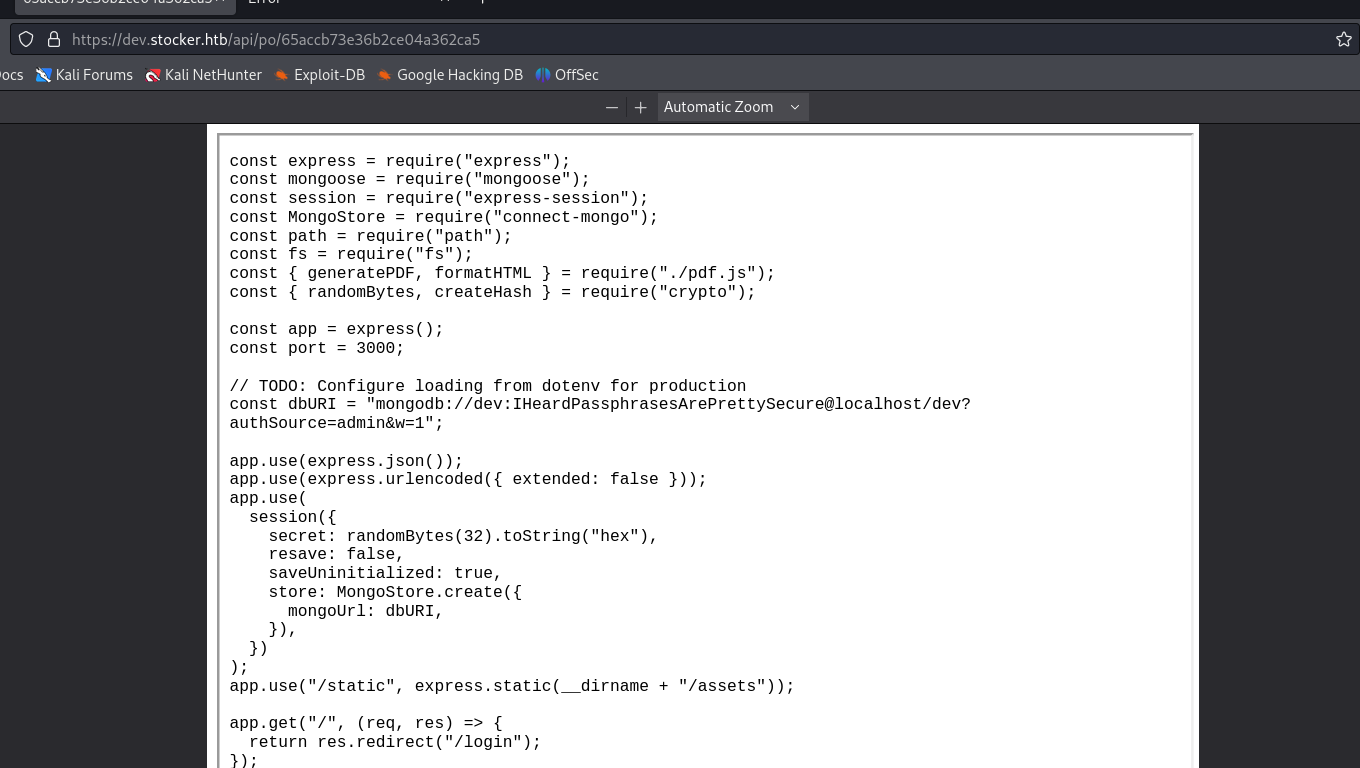 https://dev.stocker.htb/api/po/65accb73e36b2ce04a362ca5
ocs Kali Forums Kali NetHunter Exploit-DB Google Hacking DB OffSec
Automatic Zoom
const express = require("express");
const mongoose = require("mongoose");
const session = require("express-session");
const MongoStore = require("connect-mongo");
const path = require("path");
const fs = require("fs");
const { generatePDF, formatHTML } = require("./pdf.js");
const { randomBytes, createHash } = require("crypto");
const app = express();
const port = 3000;
// TODO: Configure loading from dotenv for production
const dbURI = "mongodb://dev:IHeardPassphrasesArePrettySecure@localhost/dev?
authSource=admin&w=1";
app.use(express.json());
app.use(express.urlencoded({ extended: false }));
app.use(
  session({
    secret: randomBytes(32).toString("hex"),
    resave: false,
    saveUninitialized: true,
    store: MongoStore.create({
      mongoUrl: dbURI,
    }),
  })
);
app.use("/static", express.static(__dirname + "/assets"));
app.get("/", (req, res) => {
  return res.redirect("/login");
});